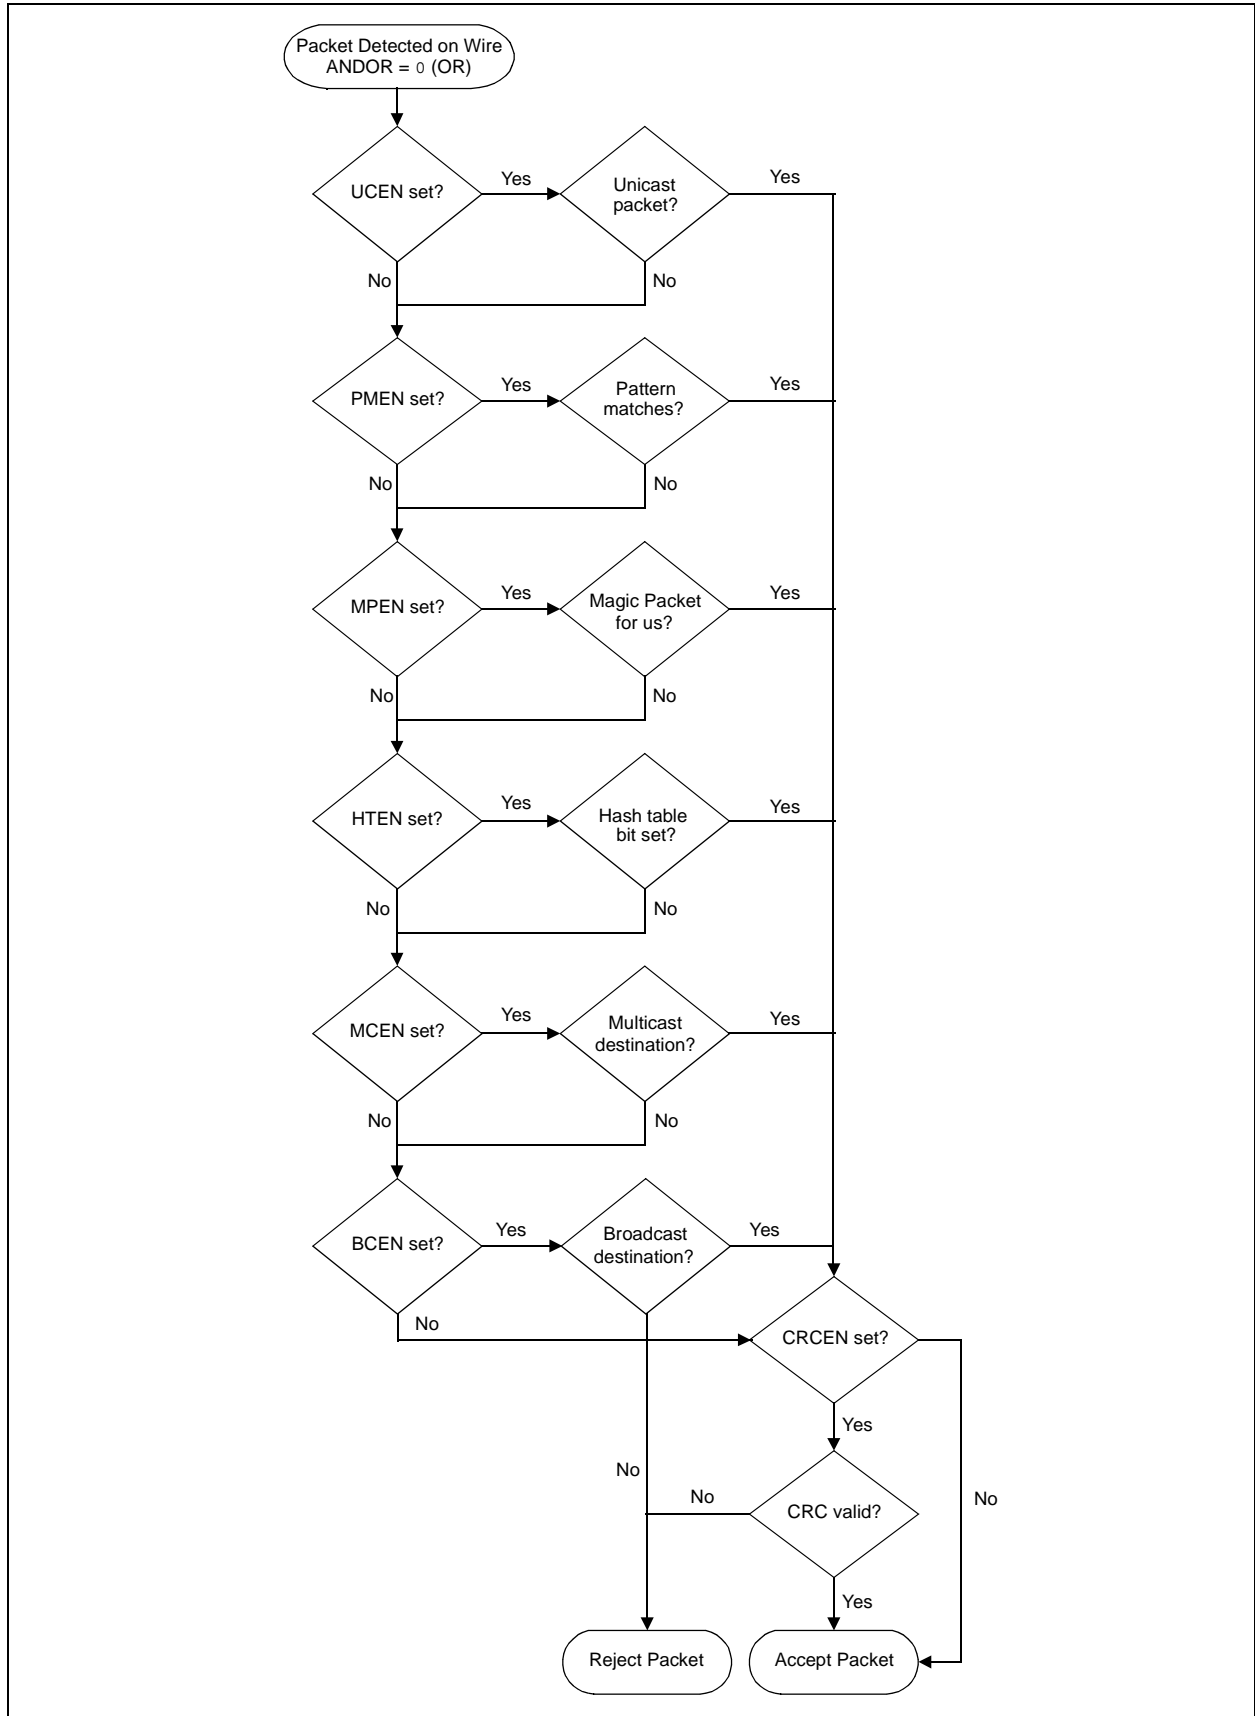 Packet Detected on Wire
ANDOR = 0 (OR)
UCEN set?
Yes
Unicast
packet?
Yes
No
No
PMEN set?
Yes
Pattern
matches?
Yes
No
No
MPEN set?
Yes
Magic Packet
for us?
Yes
No
No
HTEN set?
Yes
Hash table
bit set?
Yes
No
No
MCEN set?
Yes
Multicast
destination?
Yes
No
No
BCEN set?
Yes
Broadcast
destination?
Yes
No
CRCEN set?
Yes
No
No
CRC valid?
No
Yes
Reject Packet
Accept Packet